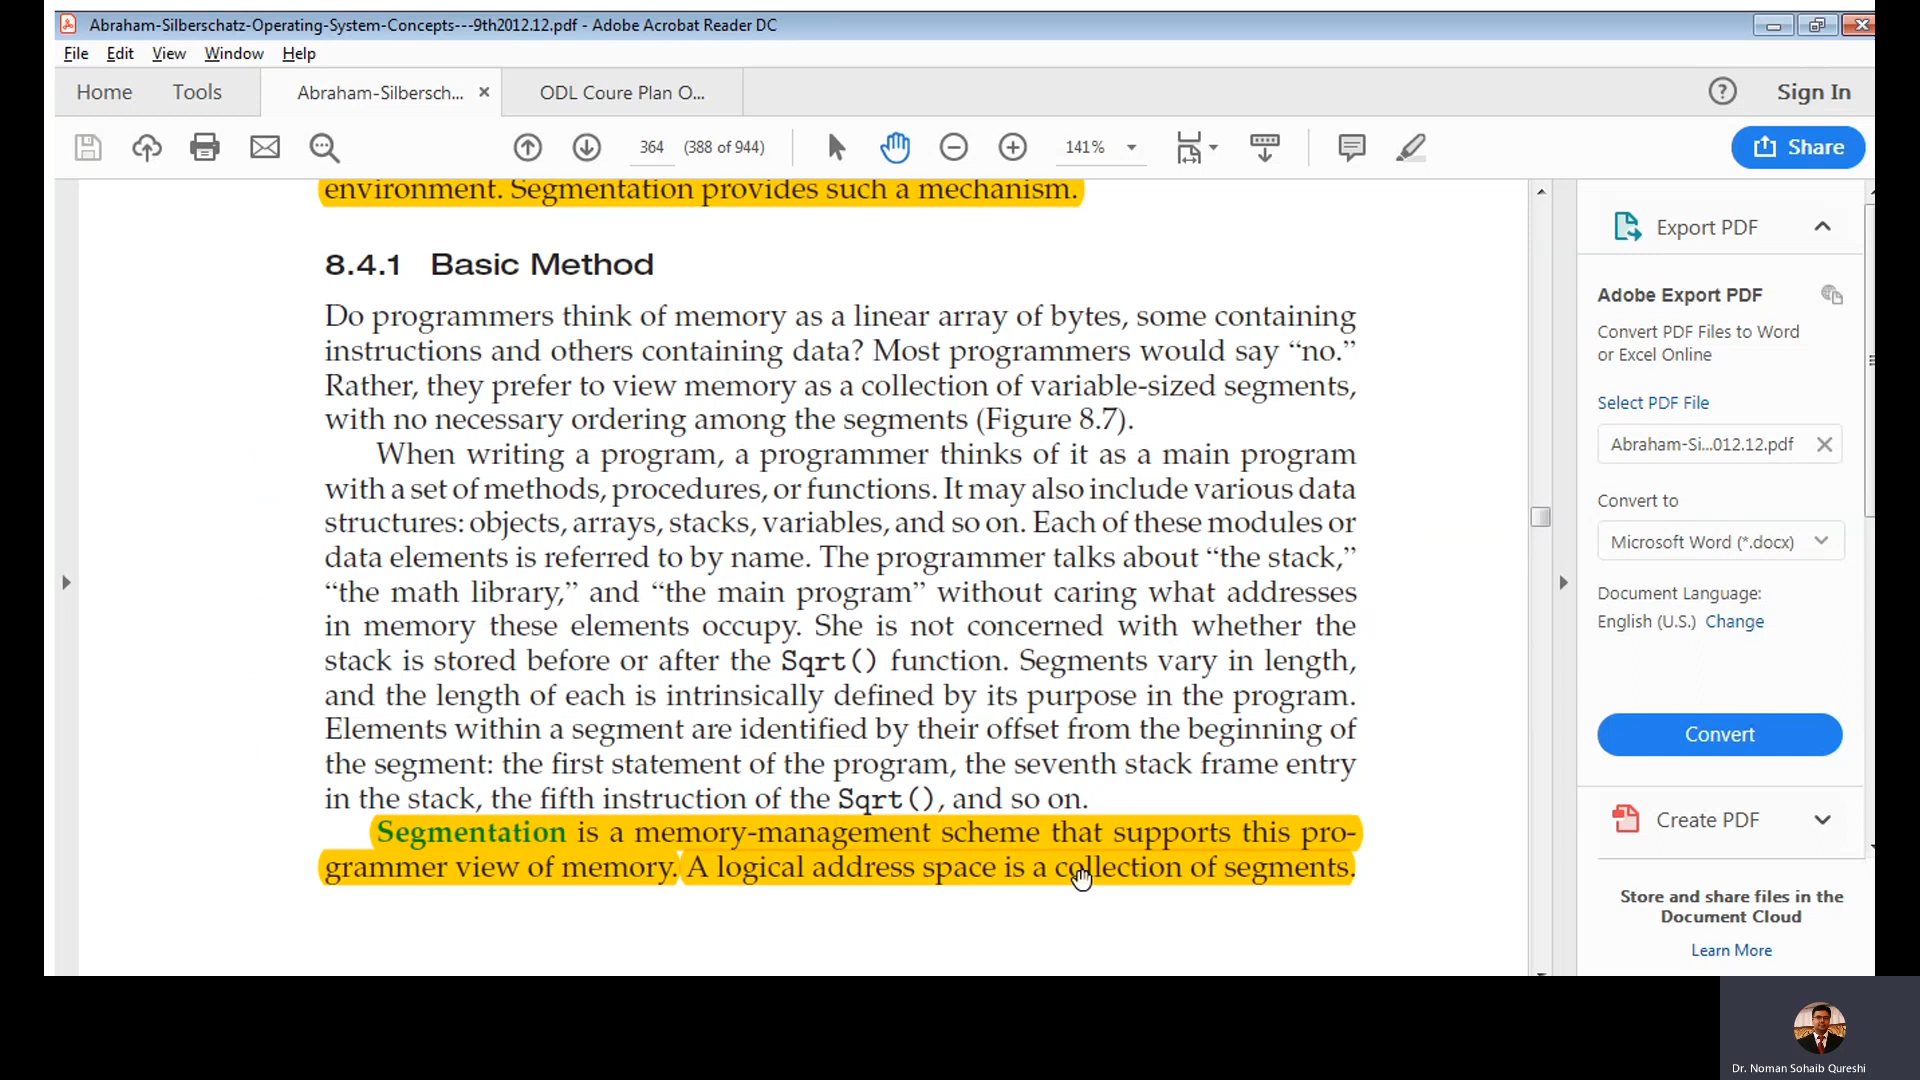 Abraham-Silberschatz-Operating-System-Concepts---9th2012.12.pdf - Adobe Acrobat Reader DC
File Edit View Window Help
Home Tools Abraham-Silbersch... ODL Coure Plan O... Sign In
364 (388 of 944) 141% Share
environment. Segmentation provides such a mechanism.
8.4.1 Basic Method
Do programmers think of memory as a linear array of bytes, some containing
instructions and others containing data? Most programmers would say “no.”
Rather, they prefer to view memory as a collection of variable-sized segments,
with no necessary ordering among the segments (Figure 8.7).
When writing a program, a programmer thinks of it as a main program
with a set of methods, procedures, or functions. It may also include various data
structures: objects, arrays, stacks, variables, and so on. Each of these modules or
data elements is referred to by name. The programmer talks about “the stack,”
“the math library,” and “the main program” without caring what addresses
in memory these elements occupy. She is not concerned with whether the
stack is stored before or after the Sqrt() function. Segments vary in length,
and the length of each is intrinsically defined by its purpose in the program.
Elements within a segment are identified by their offset from the beginning of
the segment: the first statement of the program, the seventh stack frame entry
in the stack, the fifth instruction of the Sqrt(), and so on.
Segmentation is a memory-management scheme that supports this pro-
grammer view of memory. A logical address space is a collection of segments.
Export PDF
Adobe Export PDF
Convert PDF Files to Word
or Excel Online
Select PDF File
Abraham-Si...012.12.pdf
Convert to
Microsoft Word (*.docx)
Document Language:
English (U.S.) Change
Convert
Create PDF
Store and share files in the
Document Cloud
Learn More
Dr. Noman Sohaib Qureshi